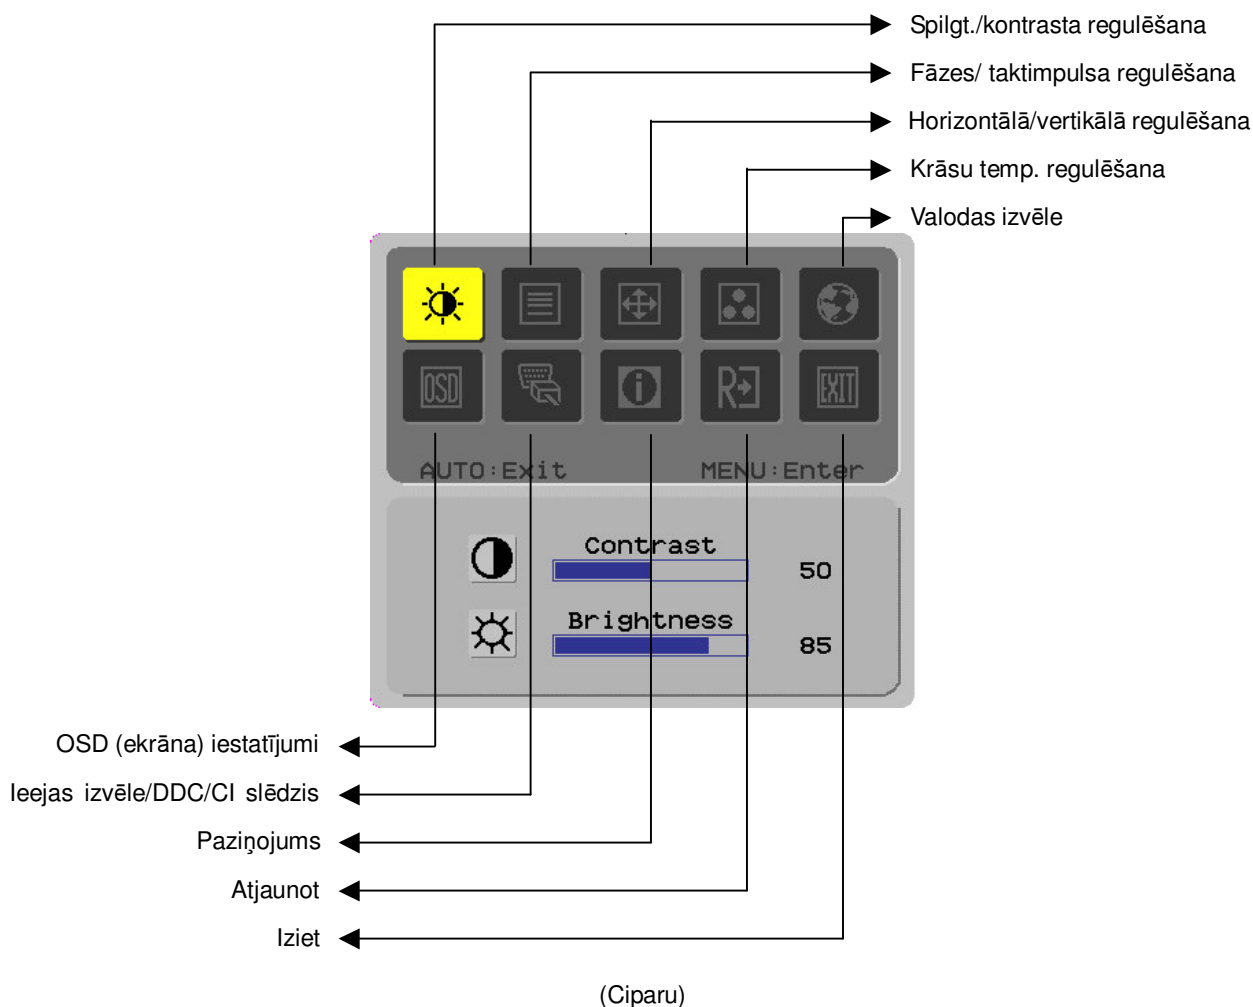 Spilgt./kontrasta regulēšana
Fāzes/ taktimpulsa regulēšana
Horizontālā/vertikālā regulēšana
Krāsu temp. regulēšana
Valodas izvēle
OSD
R
EXIT
AUTO:Exit MENU:Enter
Contrast
50
Brightness
85
OSD (ekrāna) iestatījumi
Ieejas izvēle/DDC/CI slēdzis
Paziņojums
Atjaunot
Iziet
(Ciparu)